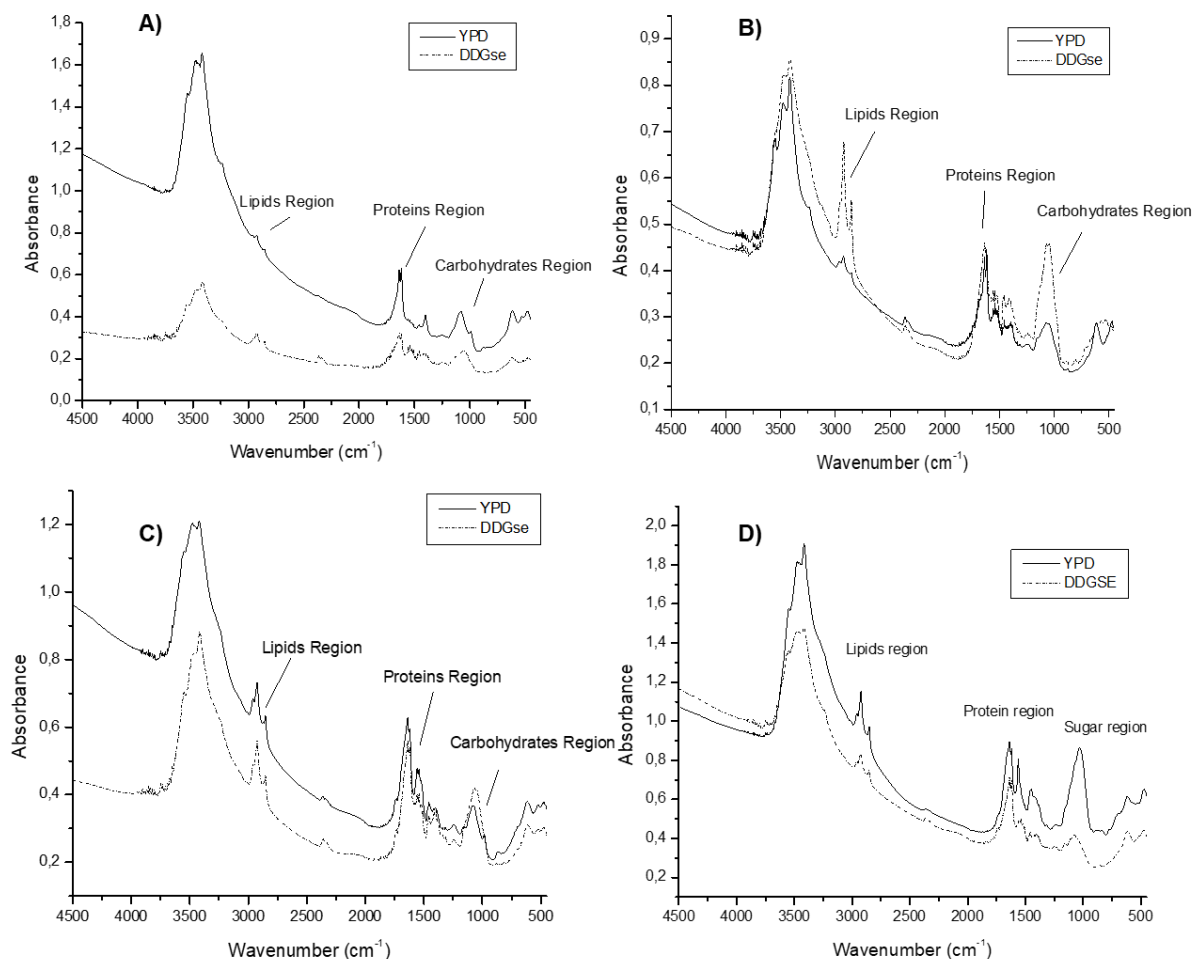 A)
YPD
DDGse
Lipids Region
Proteins Region
Carbohydrates Region
1,8
1,6
1,4
1,2
1,0
0,8
0,6
0,4
0,2
0,0
Absorbance
4500 4000 3500 3000 2500 2000 1500 1000 500
Wavenumber (cm-1)
B)
YPD
DDGse
Lipids Region
Proteins Region
Carbohydrates Region
0,9
0,8
0,7
0,6
0,5
0,4
0,3
0,2
0,1
Absorbance
4500 4000 3500 3000 2500 2000 1500 1000 500
Wavenumber (cm-1)
C)
YPD
DDGse
Lipids Region
Proteins Region
Carbohydrates Region
1,2
1,0
0,8
0,6
0,4
0,2
Absorbance
4500 4000 3500 3000 2500 2000 1500 1000 500
Wavenumber (cm-1)
D)
YPD
DDGSE
Lipids region
Protein region
Sugar region
2,0
1,8
1,6
1,4
1,2
1,0
0,8
0,6
0,4
0,2
Absorbance
4500 4000 3500 3000 2500 2000 1500 1000 500
Wavenumber (cm-1)